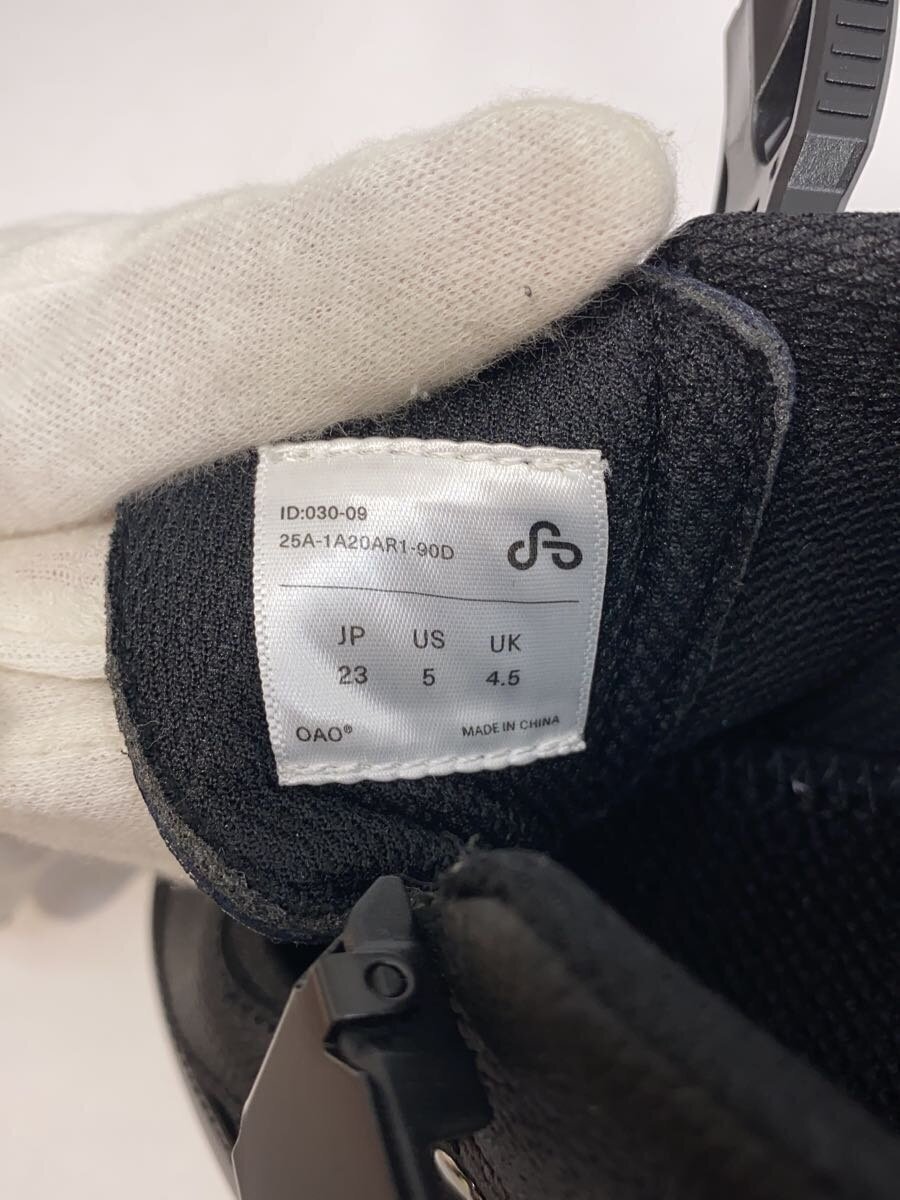 ID:030-09
25A-1A20AR1-90D
JP US UK
23 5 4.5
OAO®
MADE IN CHINA